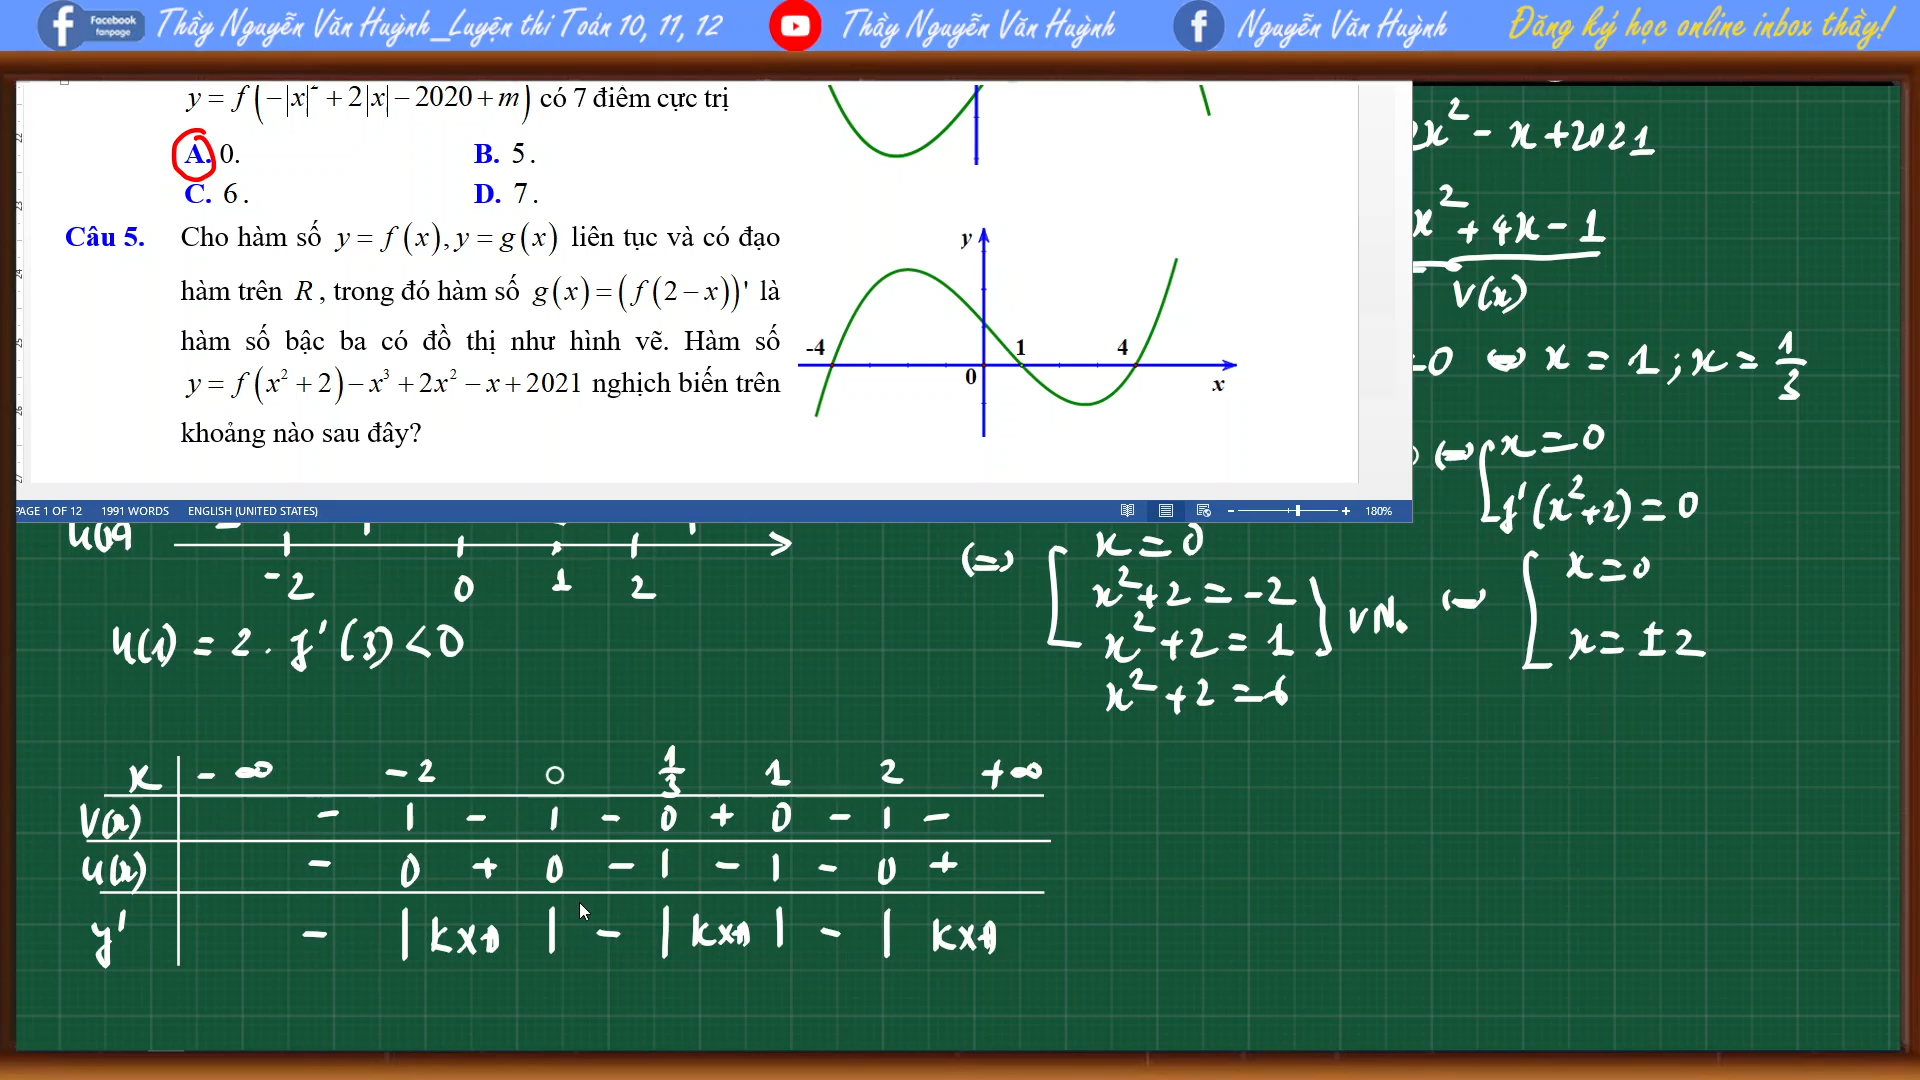 Facebook fanpage Thầy Nguyễn Văn Huỳnh_Luyện thi Toán 10, 11, 12 Thầy Nguyễn Văn Huỳnh Nguyễn Văn Huỳnh Đăng ký học online inbox thầy!
y = f(-|x|² + 2|x| - 2020 + m) có 7 điểm cực trị
A. 0. B. 5.
C. 6. D. 7.
Câu 5. Cho hàm số y = f(x), y = g(x) liên tục và có đạo
hàm trên R, trong đó hàm số g(x) = (f(2-x))' là
hàm số bậc ba có đồ thị như hình vẽ. Hàm số
y = f(x² + 2) - x³ + 2x² - x + 2021 nghịch biến trên
khoảng nào sau đây?
y
-4 1 4
0 x
PAGE 1 OF 12 1991 WORDS ENGLISH (UNITED STATES) 180%
2x² - x + 2021
x² + 4x - 1
V(x)
=0 ⇔ x = 1; x = 1/3
⇔ [ x = 0
f'(x²+2) = 0
-2 0 1 2
u(1) = 2 . f'(3) < 0
(=) [ x = 0
x²+2 = -2
x²+2 = 1 } VN.
x²+2 = 6
⇔ [ x = 0
x = ±2
x -∞ -2 0 1/3 1 2 +∞
V(x) - | - | - 0 + 0 - | -
u(x) - 0 + 0 - | - | - 0 +
y' - | KXĐ | - | KXĐ | - | KXĐ